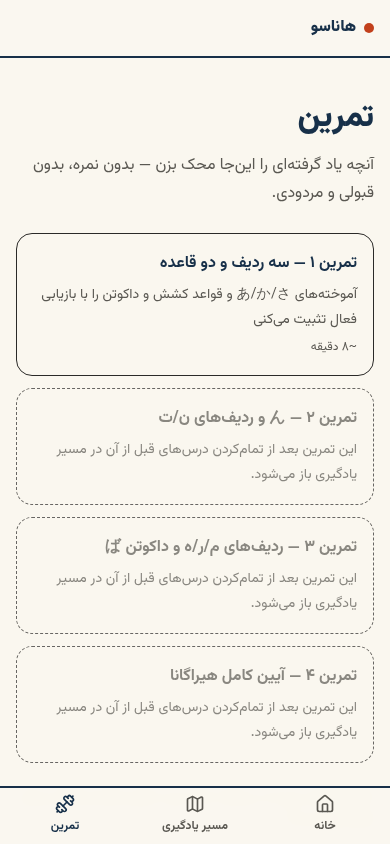 هاناسو
تمرین
آنچه یاد گرفته‌ای را این‌جا محک بزن — بدون نمره، بدون
قبولی و مردودی.
تمرین ۱ — سه ردیف و دو قاعده
آموخته‌های あ/か/さ و قواعد کشش و داکوتن را با بازیابی
فعال تثبیت می‌کنی
~۸ دقیقه
تمرین ۲ — ん و ردیف‌های ن/ت
این تمرین بعد از تمام‌کردن درس‌های قبل از آن در مسیر
یادگیری باز می‌شود.
تمرین ۳ — ردیف‌های م/ر/ه و داکوتن ば
این تمرین بعد از تمام‌کردن درس‌های قبل از آن در مسیر
یادگیری باز می‌شود.
تمرین ۴ — آیین کامل هیراگانا
این تمرین بعد از تمام‌کردن درس‌های قبل از آن در مسیر
یادگیری باز می‌شود.
خانه
مسیر یادگیری
تمرین